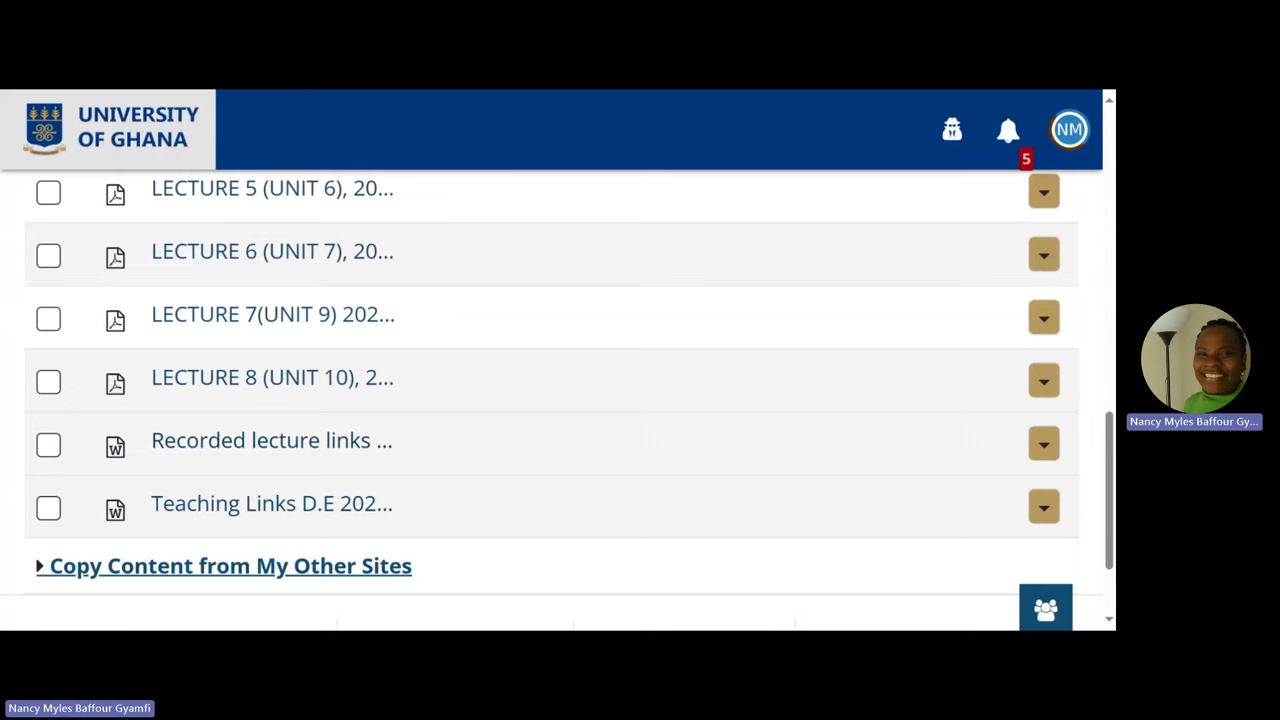 UNIVERSITY
OF GHANA
NM
5
LECTURE 5 (UNIT 6), 20...
LECTURE 6 (UNIT 7), 20...
LECTURE 7(UNIT 9) 202...
LECTURE 8 (UNIT 10), 2...
Recorded lecture links ...
Teaching Links D.E 202...
Copy Content from My Other Sites
Nancy Myles Baffour Gy...
Nancy Myles Baffour Gyamfi